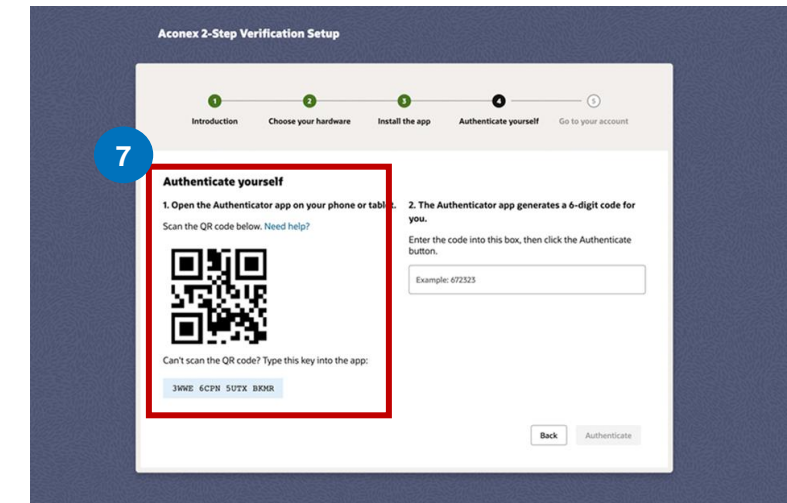 Aconex 2-Step Verification Setup
1 2 3 4 5
Introduction Choose your hardware Install the app Authenticate yourself Go to your account
7
Authenticate yourself
1. Open the Authenticator app on your phone or tablet.
Scan the QR code below. Need help?
Can't scan the QR code? Type this key into the app:
3WWE 6CPN 5UTX BKMR
2. The Authenticator app generates a 6-digit code for
you.
Enter the code into this box, then click the Authenticate
button.
Example: 672323
Back Authenticate